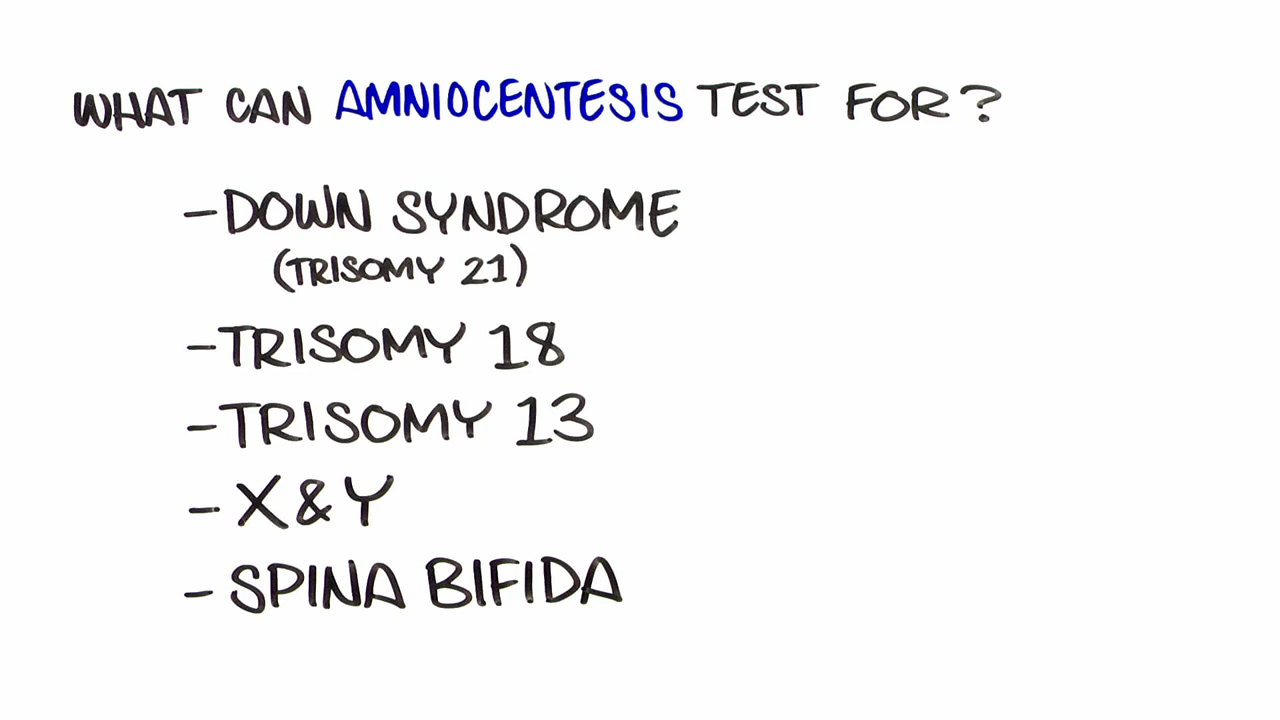 WHAT CAN AMNIOCENTESIS TEST FOR?
- DOWN SYNDROME
(TRISOMY 21)
- TRISOMY 18
- TRISOMY 13
- X & Y
- SPINA BIFIDA